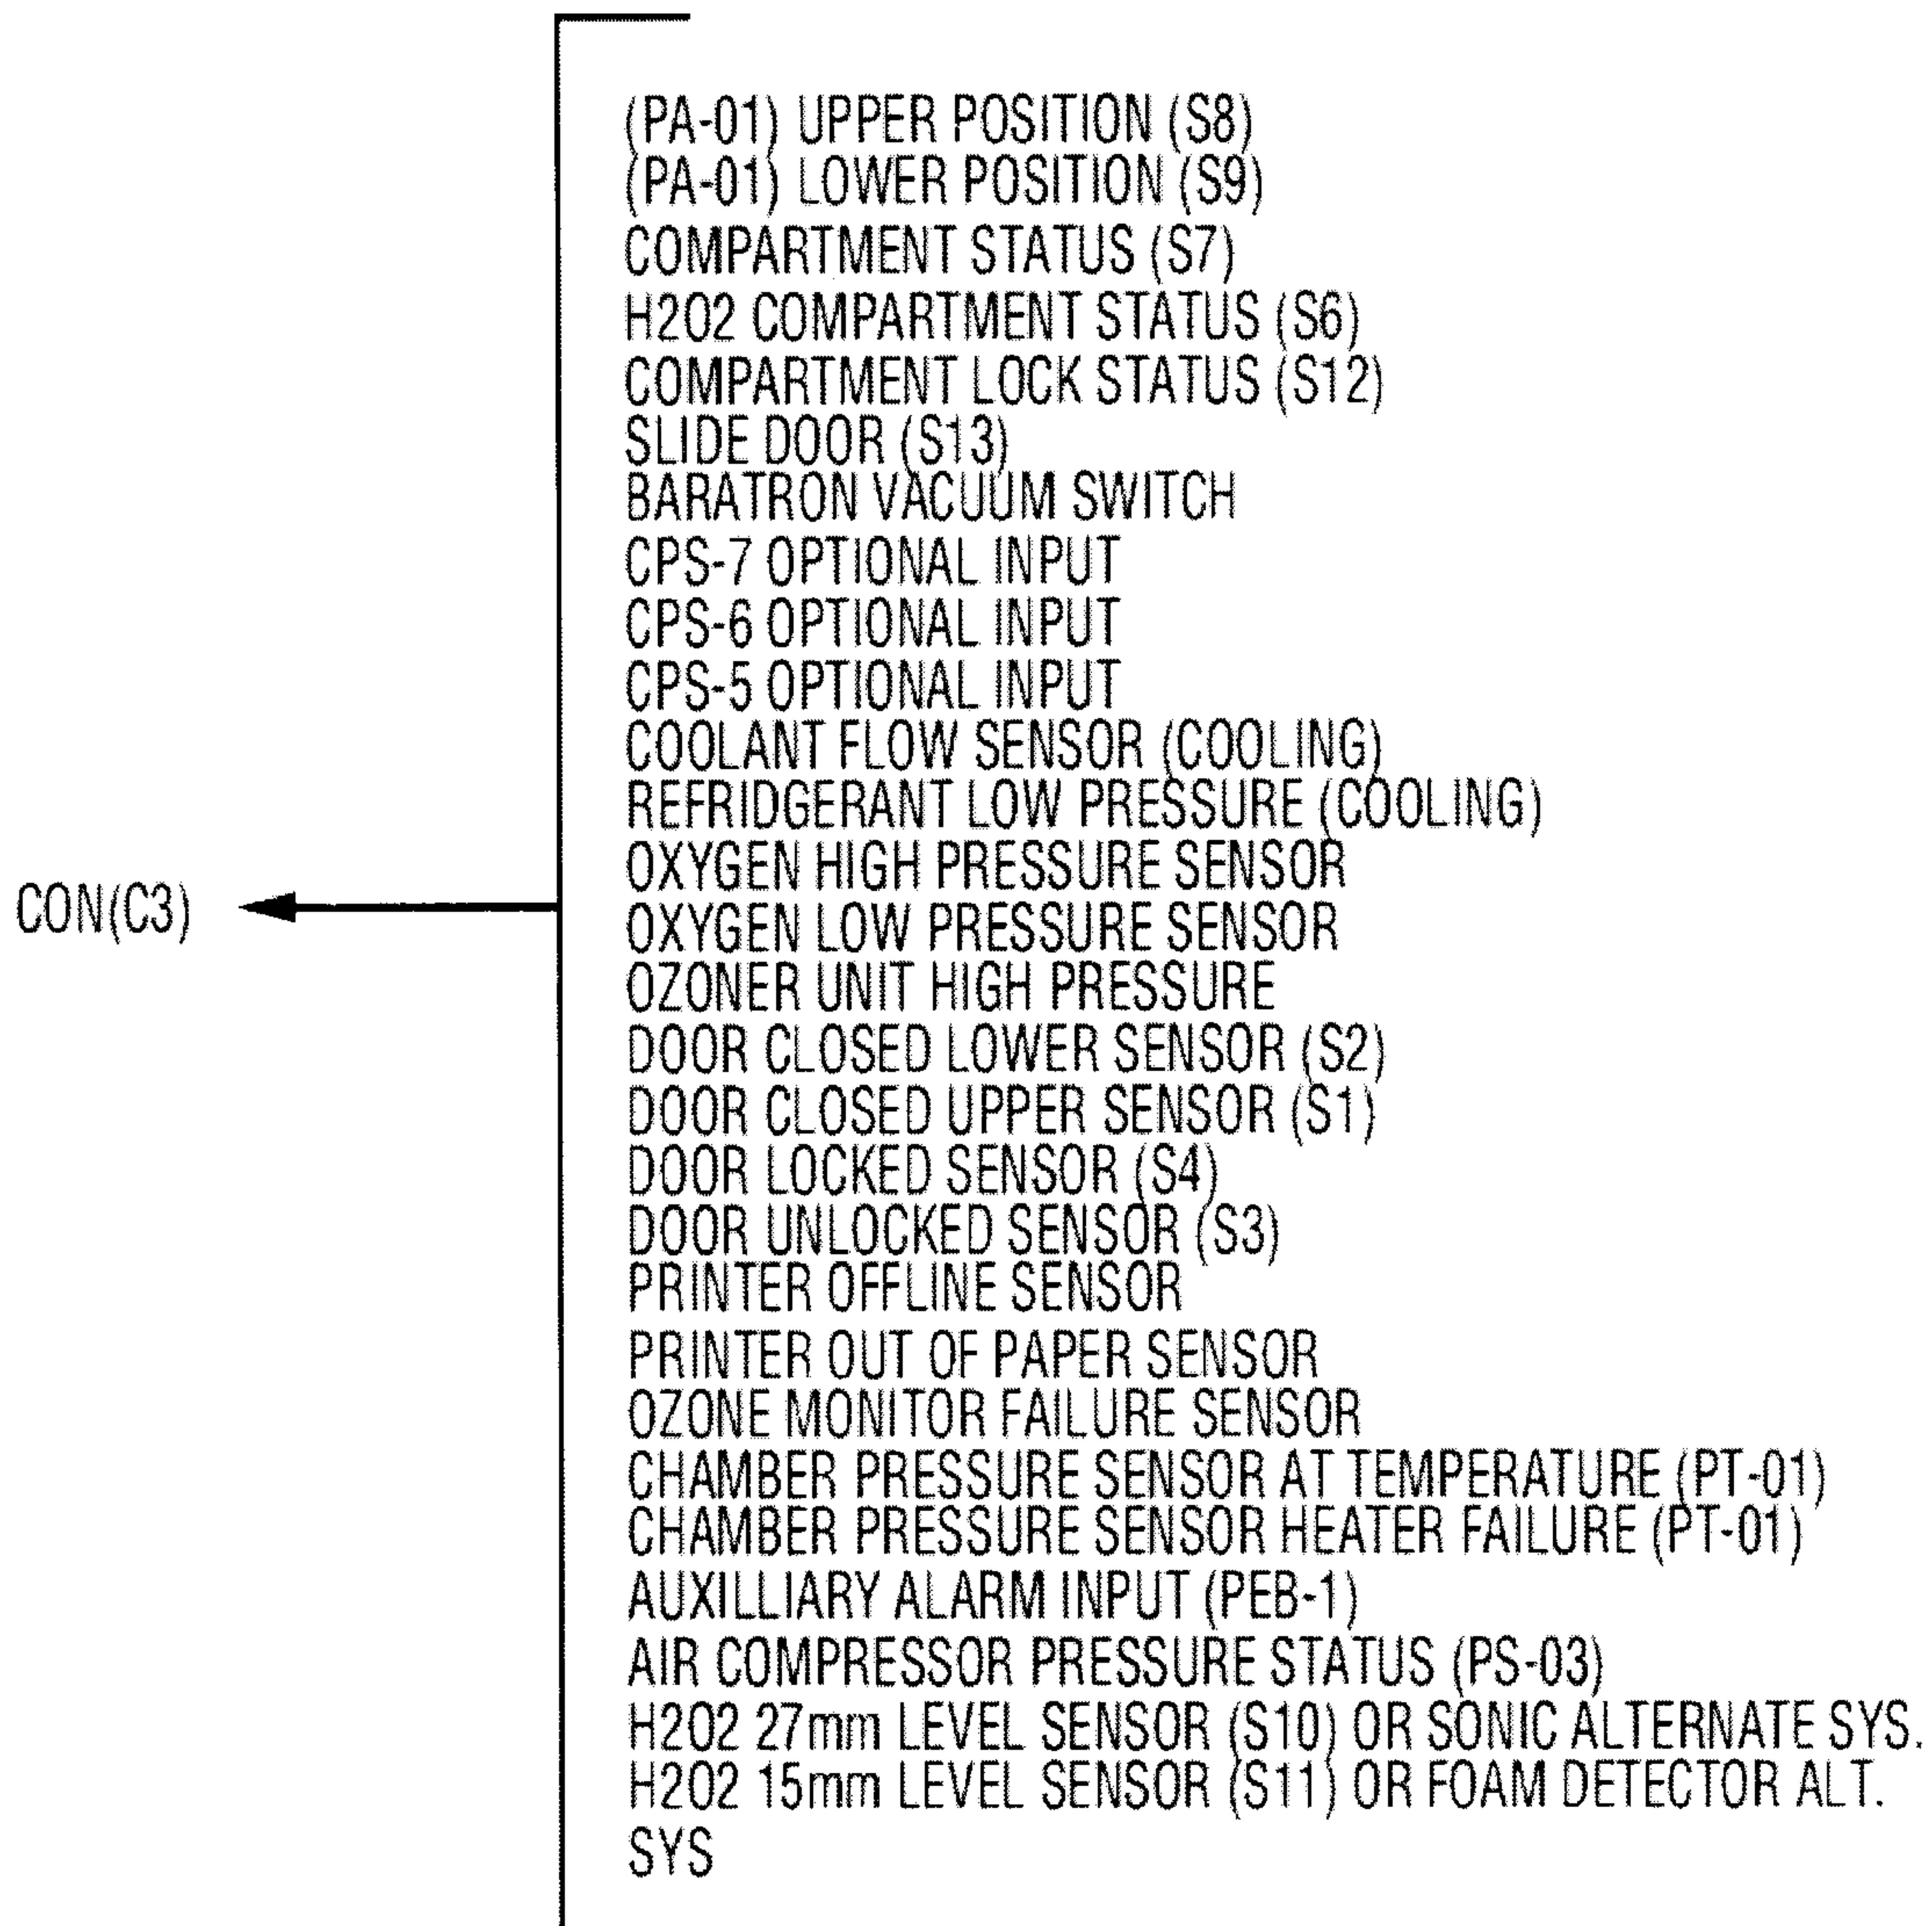 (PA-01) UPPER POSITION (S8)
(PA-01) LOWER POSITION (S9)
COMPARTMENT STATUS (S7)
H2O2 COMPARTMENT STATUS (S6)
COMPARTMENT LOCK STATUS (S12)
SLIDE DOOR (S13)
BARATRON VACUUM SWITCH
CPS-7 OPTIONAL INPUT
CPS-6 OPTIONAL INPUT
CPS-5 OPTIONAL INPUT
COOLANT FLOW SENSOR (COOLING)
REFRIDGERANT LOW PRESSURE (COOLING)
OXYGEN HIGH PRESSURE SENSOR
CON(C3)
OXYGEN LOW PRESSURE SENSOR
OZONER UNIT HIGH PRESSURE
DOOR CLOSED LOWER SENSOR (S2)
DOOR CLOSED UPPER SENSOR (S1)
DOOR LOCKED SENSOR (S4)
DOOR UNLOCKED SENSOR (S3)
PRINTER OFFLINE SENSOR
PRINTER OUT OF PAPER SENSOR
OZONE MONITOR FAILURE SENSOR
CHAMBER PRESSURE SENSOR AT TEMPERATURE (PT-01)
CHAMBER PRESSURE SENSOR HEATER FAILURE (PT-01)
AUXILLIARY ALARM INPUT (PEB-1)
AIR COMPRESSOR PRESSURE STATUS (PS-03)
H2O2 27mm LEVEL SENSOR (S10) OR SONIC ALTERNATE SYS.
H2O2 15mm LEVEL SENSOR (S11) OR FOAM DETECTOR ALT.
SYS